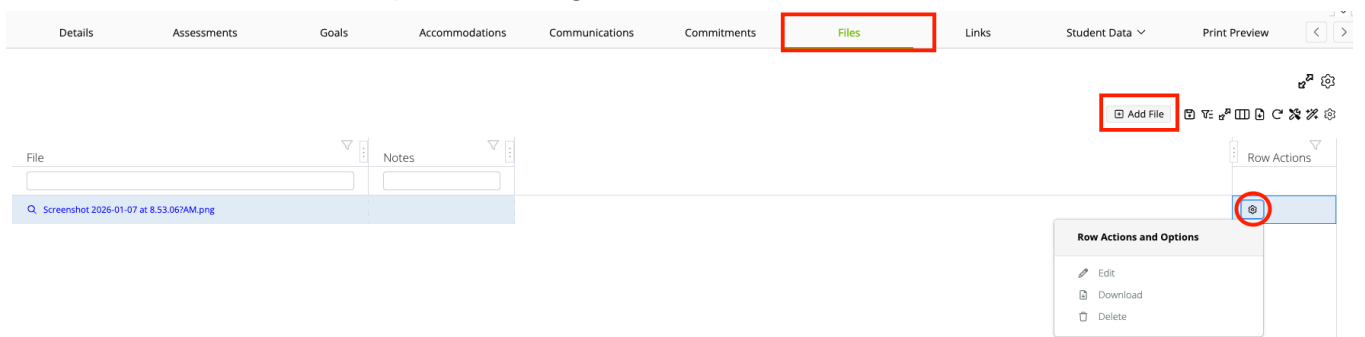 Details Assessments Goals Accommodations Communications Commitments Files Links Student Data Print Preview
Add File
File Notes Row Actions
Screenshot 2026-01-07 at 8.53.06?AM.png
Row Actions and Options
Edit
Download
Delete